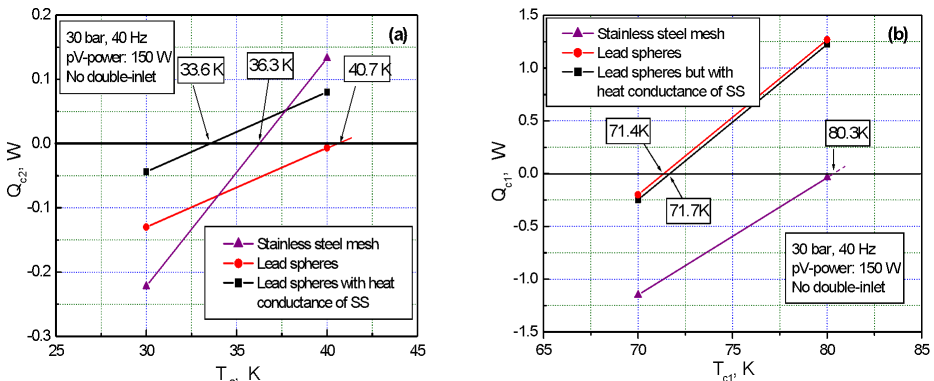 (a)
30 bar, 40 Hz
pV-power: 150 W
No double-inlet
33.6 K
36.3 K
40.7 K
0.2
0.1
0.0
-0.1
-0.2
-0.3
Qc2, W
Stainless steel mesh
Lead spheres
Lead spheres with heat
conductance of SS
25
30
35
40
45
(b)
Stainless steel mesh
Lead spheres
Lead spheres but with
heat conductance of SS
71.4K
80.3K
71.7K
1.5
1.0
0.5
0.0
-0.5
-1.0
-1.5
Qc1, W
30 bar, 40 Hz
pV-power: 150 W
No double-inlet
65
70
75
80
85
Tc1, K